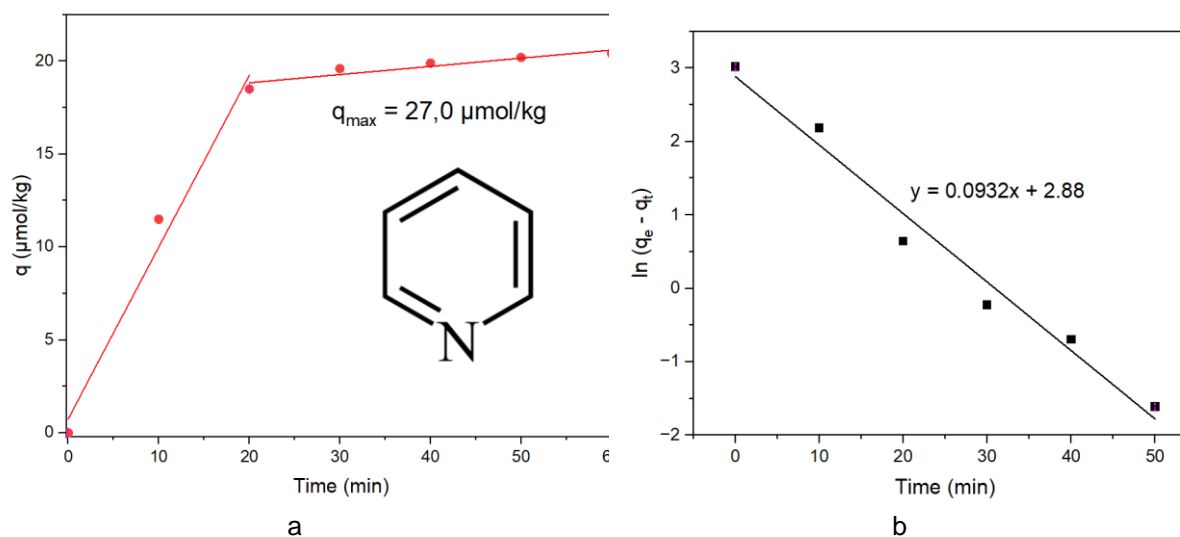 q (μmol/kg)
20
15
10
5
0
q_max = 27,0 μmol/kg
N
0 10 20 30 40 50 6
Time (min)
a
ln (q_e - q_t)
3
2
1
0
−1
−2
y = 0.0932x + 2.88
0 10 20 30 40 50
Time (min)
b